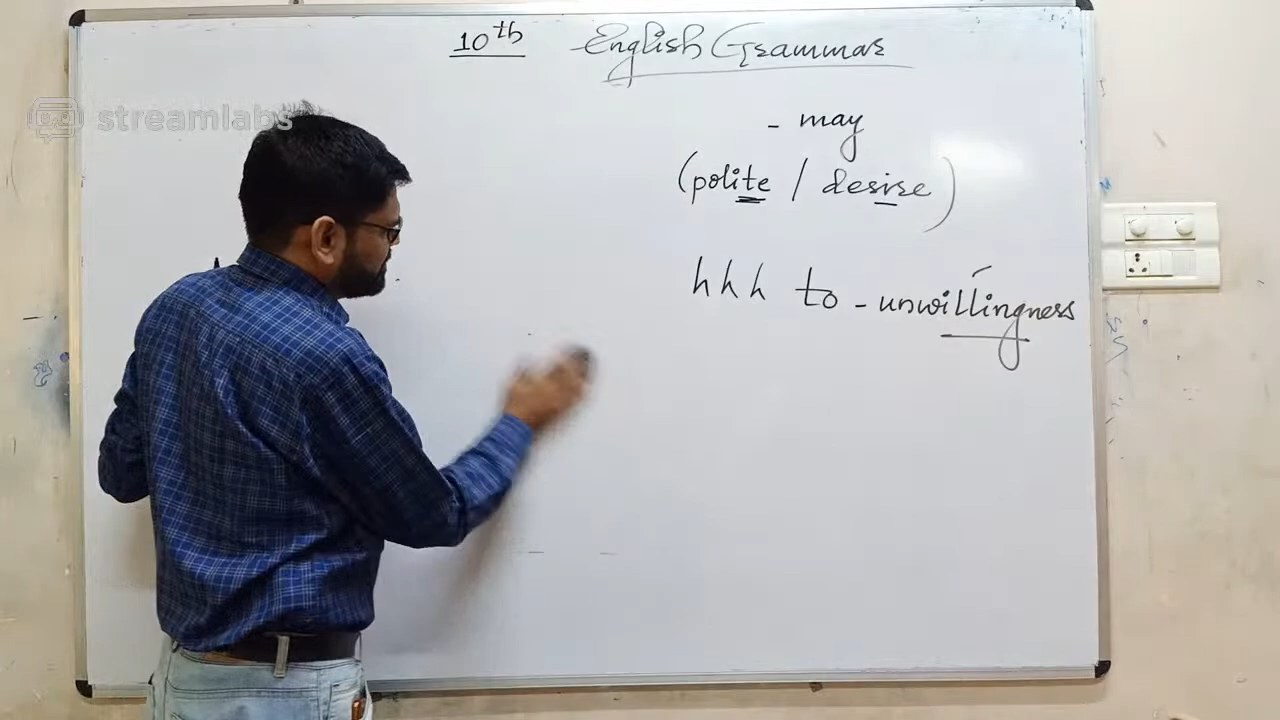 10th English Grammar
streamlabs
- may
(polite / desire)
hhh to - unwillingness